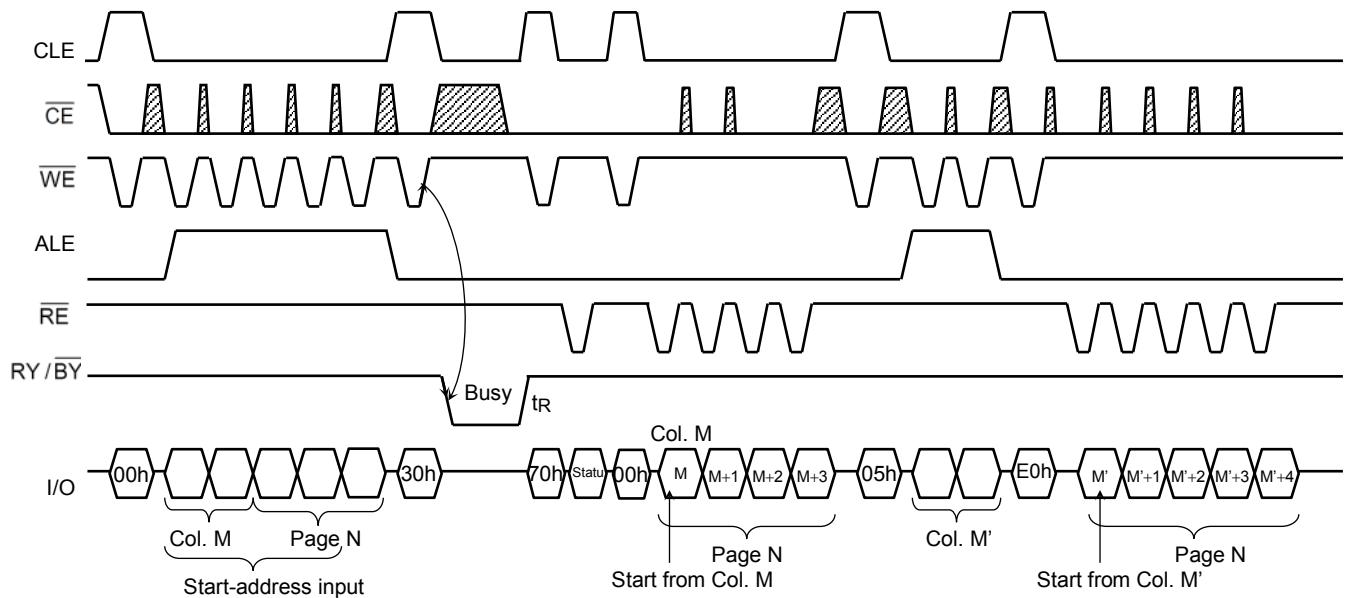 CLE
CE
WE
ALE
RE
RY / BY
Busy
tR
Col. M
I/O
00h
30h
70h
Statu
00h
M
M+1
M+2
M+3
05h
E0h
M'
M'+1
M'+2
M'+3
M'+4
Col. M
Page N
Start-address input
Page N
Start from Col. M
Col. M'
Page N
Start from Col. M'